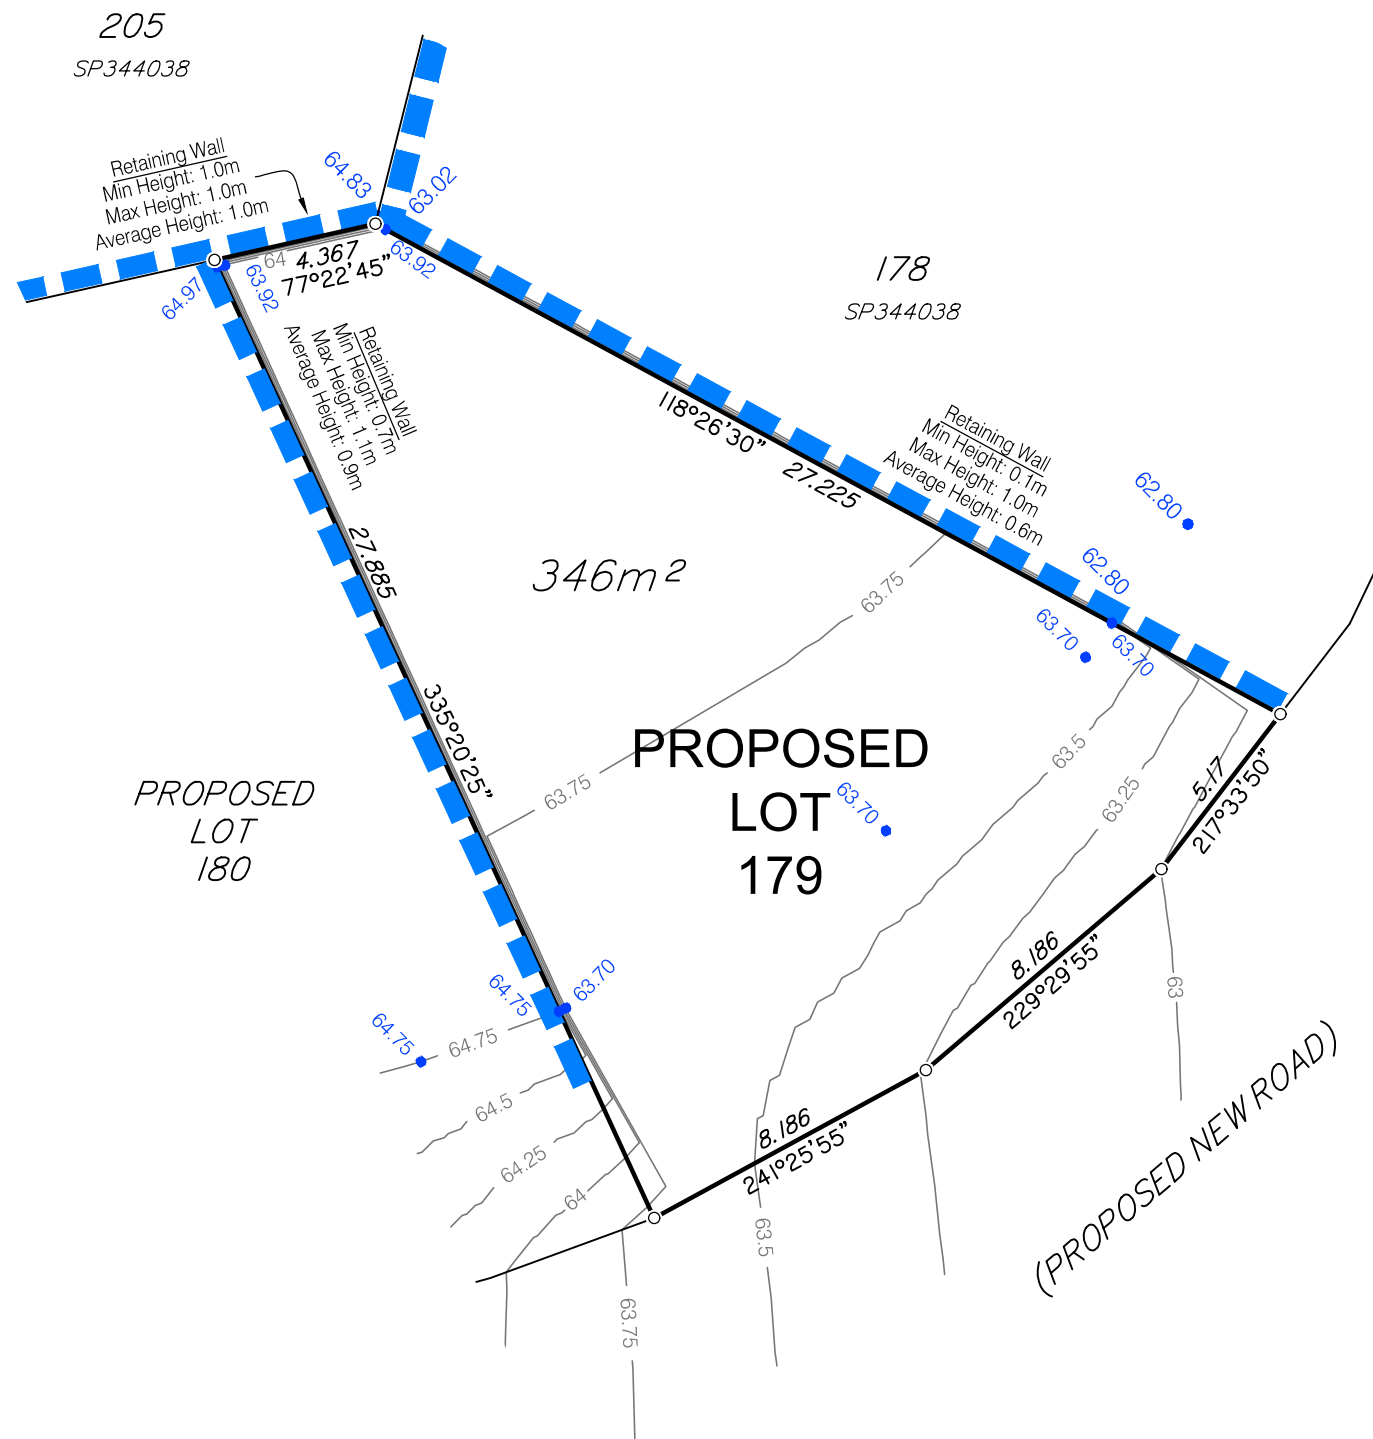 205
SP344038
Retaining Wall
Min Height: 1.0m
Max Height: 1.0m
Average Height: 1.0m
64.83
63.02
64
4.367
77°22'45"
63.92
64.97
63.92
178
SP344038
Retaining Wall
Min Height: 0.7m
Max Height: 1.1m
Average Height: 0.9m
118°26'30"
27.225
Retaining Wall
Min Height: 0.1m
Max Height: 1.0m
Average Height: 0.6m
62.80
62.80
27.885
346m²
63.75
63.70
63.70
335°20'25"
63.5
63.25
5.17
217°33'50"
63.75
PROPOSED
LOT
179
63.70
PROPOSED
LOT
180
8.186
229°29'55"
63
64.75
63.70
64.75
64.75
64.5
64.25
64
8.186
241°25'55"
63.5
63.75
(PROPOSED NEW ROAD)